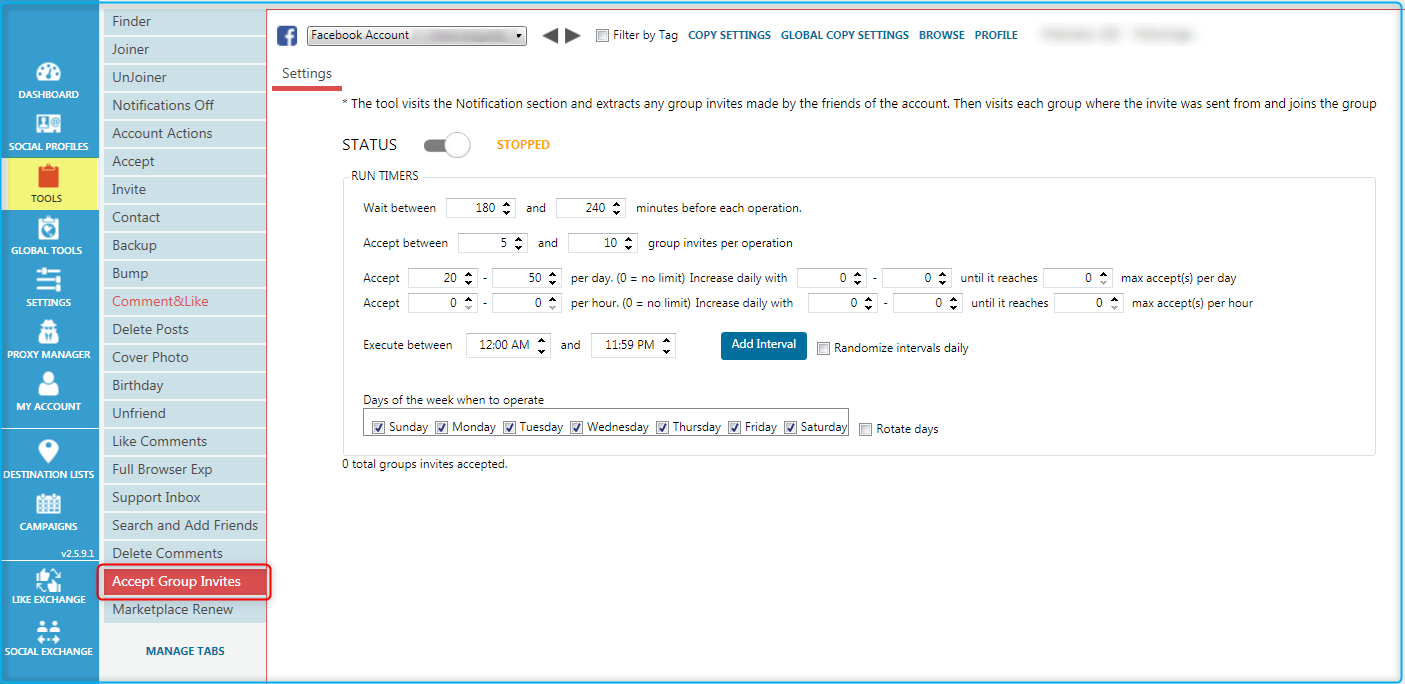 DASHBOARD
SOCIAL PROFILES
TOOLS
GLOBAL TOOLS
SETTINGS
PROXY MANAGER
MY ACCOUNT
DESTINATION LISTS
CAMPAIGNS
v2.5.9.1
LIKE EXCHANGE
SOCIAL EXCHANGE
Finder
Joiner
UnJoiner
Notifications Off
Account Actions
Accept
Invite
Contact
Backup
Bump
Comment&Like
Delete Posts
Cover Photo
Birthday
Unfriend
Like Comments
Full Browser Exp
Support Inbox
Search and Add Friends
Delete Comments
Accept Group Invites
Marketplace Renew
MANAGE TABS
Facebook Account Filter by Tag COPY SETTINGS GLOBAL COPY SETTINGS BROWSE PROFILE
Settings
* The tool visits the Notification section and extracts any group invites made by the friends of the account. Then visits each group where the invite was sent from and joins the group
STATUS STOPPED
RUN TIMERS
Wait between 180 and 240 minutes before each operation.
Accept between 5 and 10 group invites per operation
Accept 20 - 50 per day. (0 = no limit) Increase daily with 0 - 0 until it reaches 0 max accept(s) per day
Accept 0 - 0 per hour. (0 = no limit) Increase daily with 0 - 0 until it reaches 0 max accept(s) per hour
Execute between 12:00 AM and 11:59 PM Add Interval Randomize intervals daily
Days of the week when to operate
Sunday Monday Tuesday Wednesday Thursday Friday Saturday Rotate days
0 total groups invites accepted.